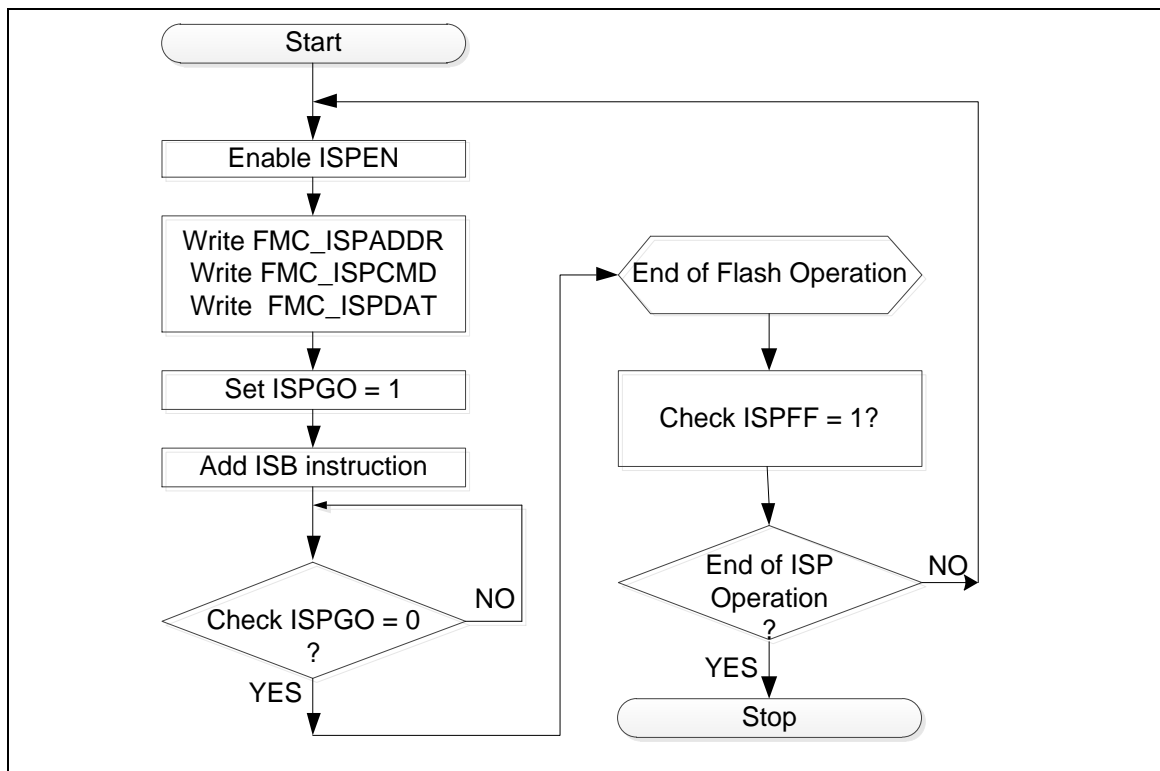 Start
Enable ISPEN
Write FMC_ISPADDR
Write FMC_ISPCMD
Write FMC_ISPDAT
Set ISPGO = 1
Add ISB instruction
Check ISPGO = 0
?
NO
YES
End of Flash Operation
Check ISPFF = 1?
End of ISP
Operation
?
NO
YES
Stop